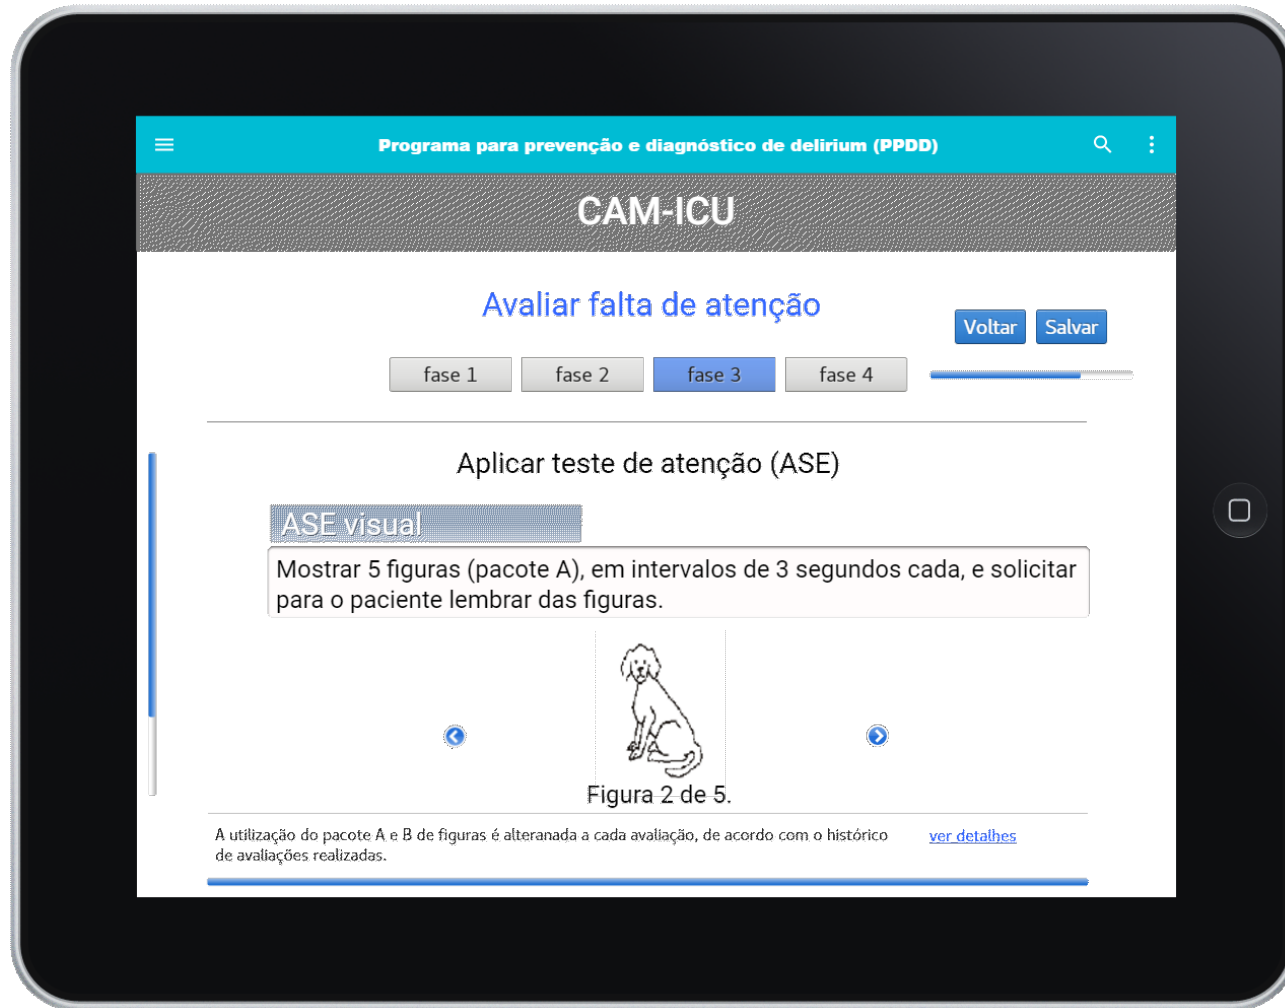 Programa para prevenção e diagnóstico de delirium (PPDD)
CAM-ICU
Avaliar falta de atenção
Voltar Salvar
fase 1 fase 2 fase 3 fase 4
Aplicar teste de atenção (ASE)
ASE visual
Mostrar 5 figuras (pacote A), em intervalos de 3 segundos cada, e solicitar
para o paciente lembrar das figuras.
Figura 2 de 5.
A utilização do pacote A e B de figuras é alteranada a cada avaliação, de acordo com o histórico
de avaliações realizadas.
ver detalhes